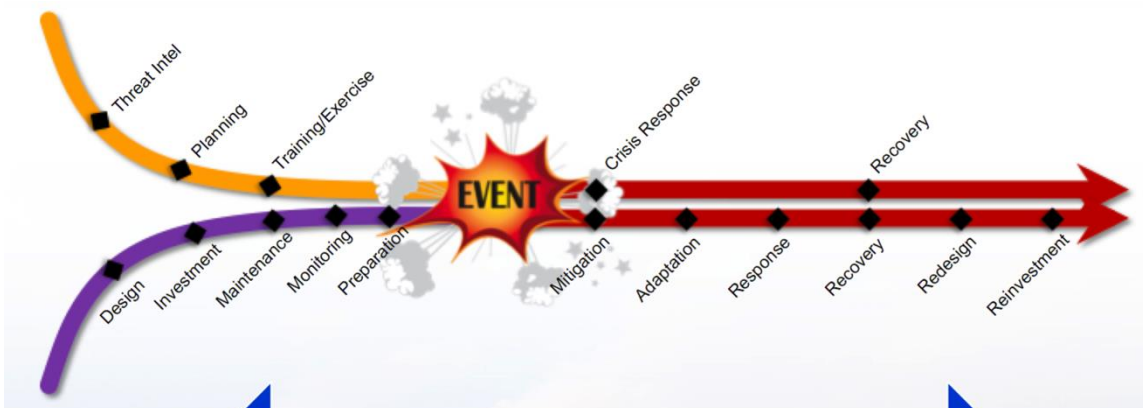 Threat Intel
Planning
Training/Exercise
EVENT
Crisis Response
Recovery
Design
Investment
Maintenance
Monitoring
Preparation
Mitigation
Adaptation
Response
Recovery
Redesign
Reinvestment